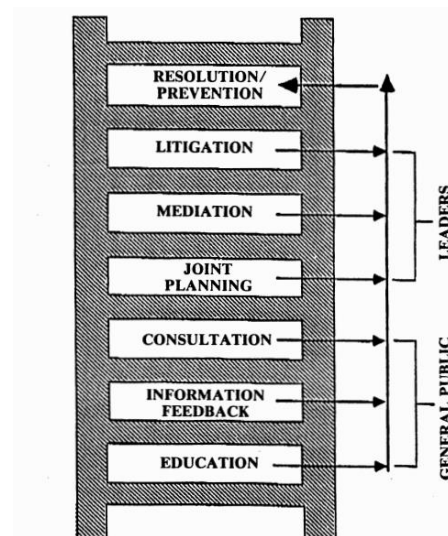 RESOLUTION/
PREVENTION
LITIGATION
MEDIATION
JOINT
PLANNING
CONSULTATION
INFORMATION
FEEDBACK
EDUCATION
LEADERS
GENERAL PUBLIC